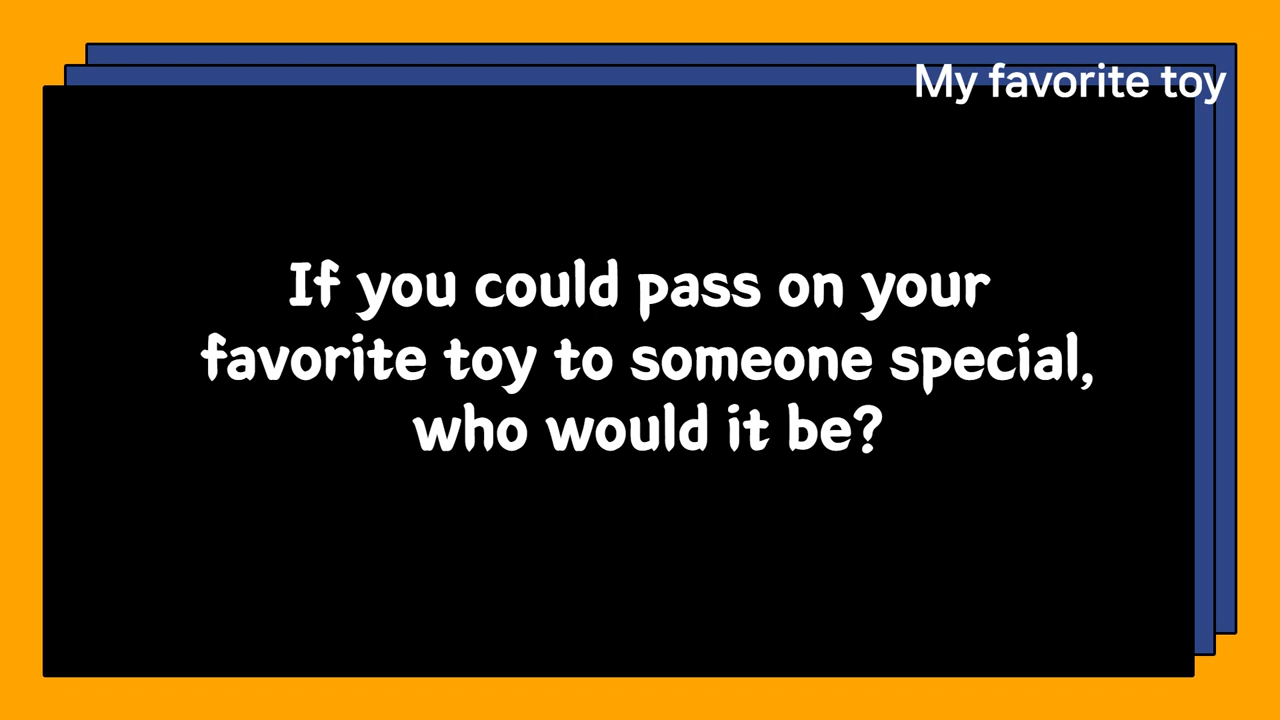 My favorite toy
If you could pass on your
favorite toy to someone special,
who would it be?